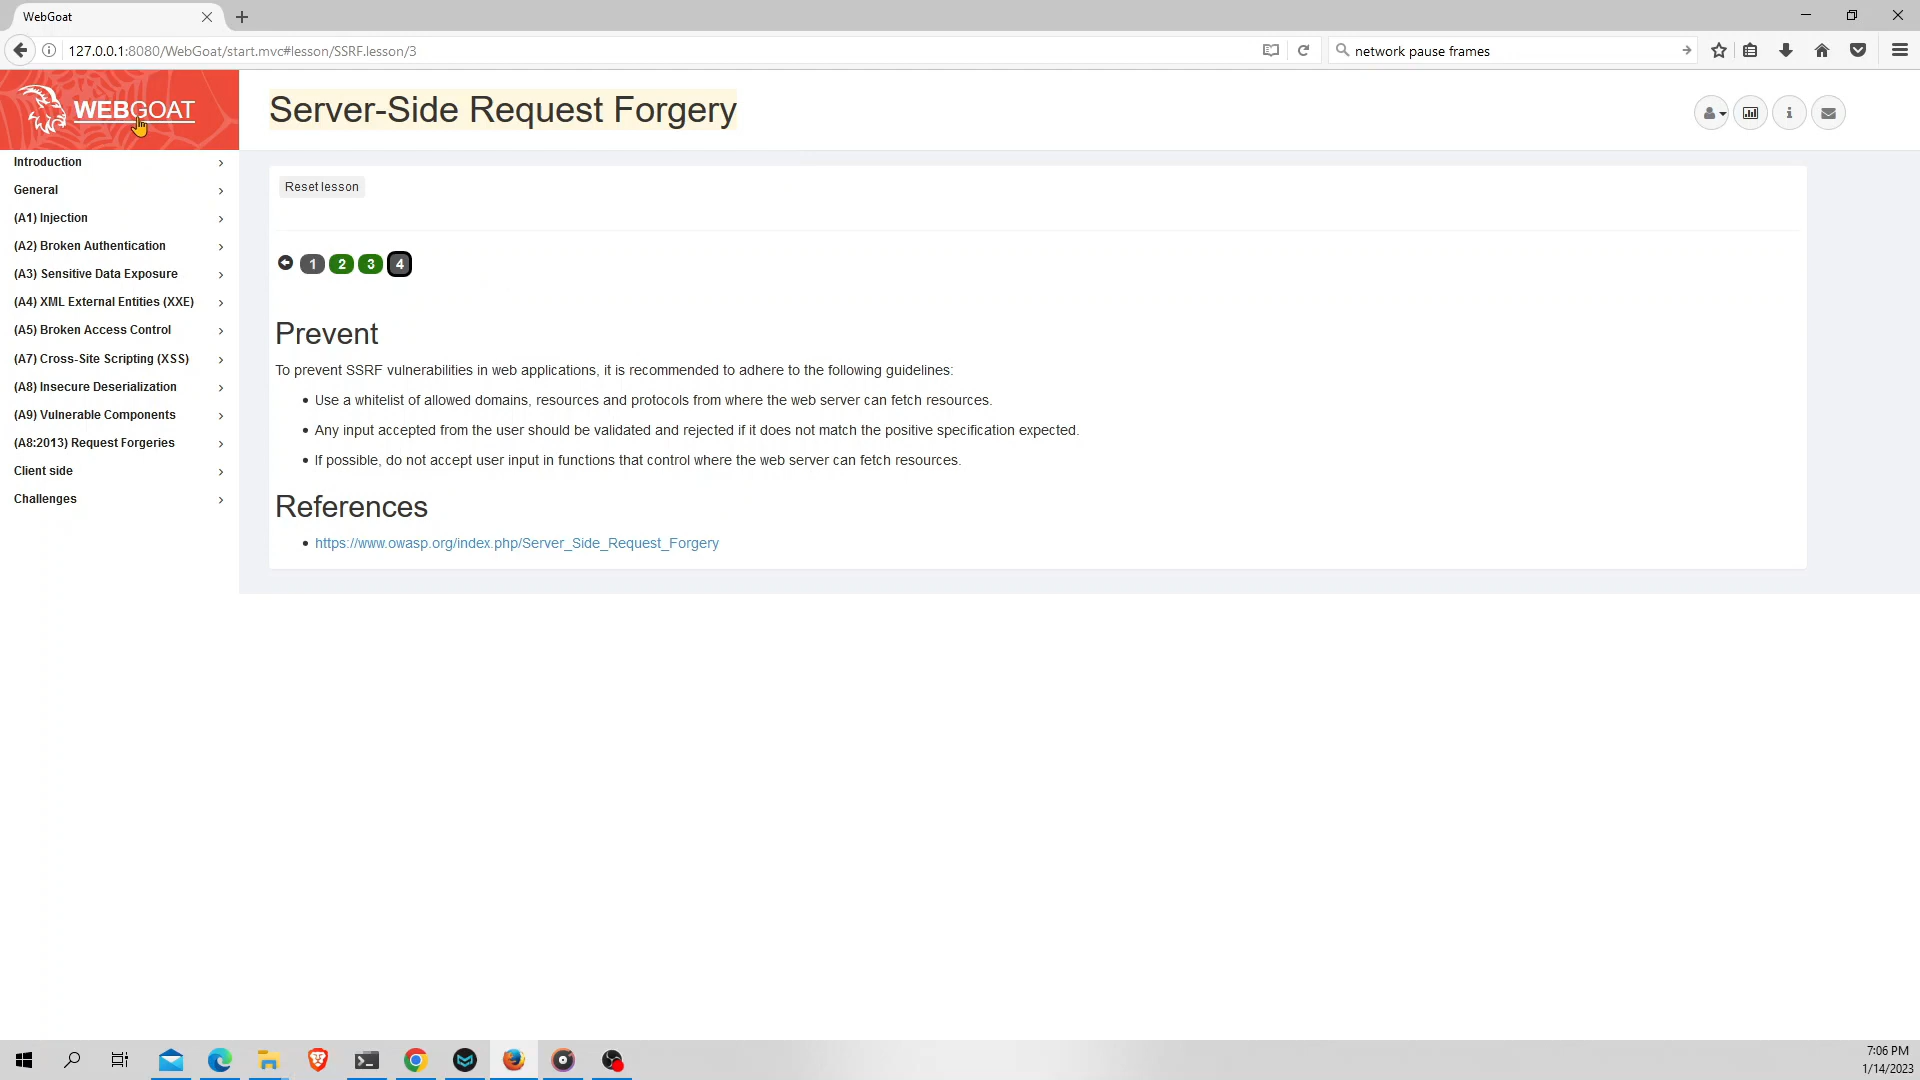 WebGoat
127.0.0.1:8080/WebGoat/start.mvc#lesson/SSRF.lesson/3
network pause frames
WEBGOAT
Server-Side Request Forgery
Introduction
General
(A1) Injection
(A2) Broken Authentication
(A3) Sensitive Data Exposure
(A4) XML External Entities (XXE)
(A5) Broken Access Control
(A7) Cross-Site Scripting (XSS)
(A8) Insecure Deserialization
(A9) Vulnerable Components
(A8:2013) Request Forgeries
Client side
Challenges
Reset lesson
1 2 3 4
Prevent
To prevent SSRF vulnerabilities in web applications, it is recommended to adhere to the following guidelines:
• Use a whitelist of allowed domains, resources and protocols from where the web server can fetch resources.
• Any input accepted from the user should be validated and rejected if it does not match the positive specification expected.
• If possible, do not accept user input in functions that control where the web server can fetch resources.
References
• https://www.owasp.org/index.php/Server_Side_Request_Forgery
7:06 PM
1/14/2023